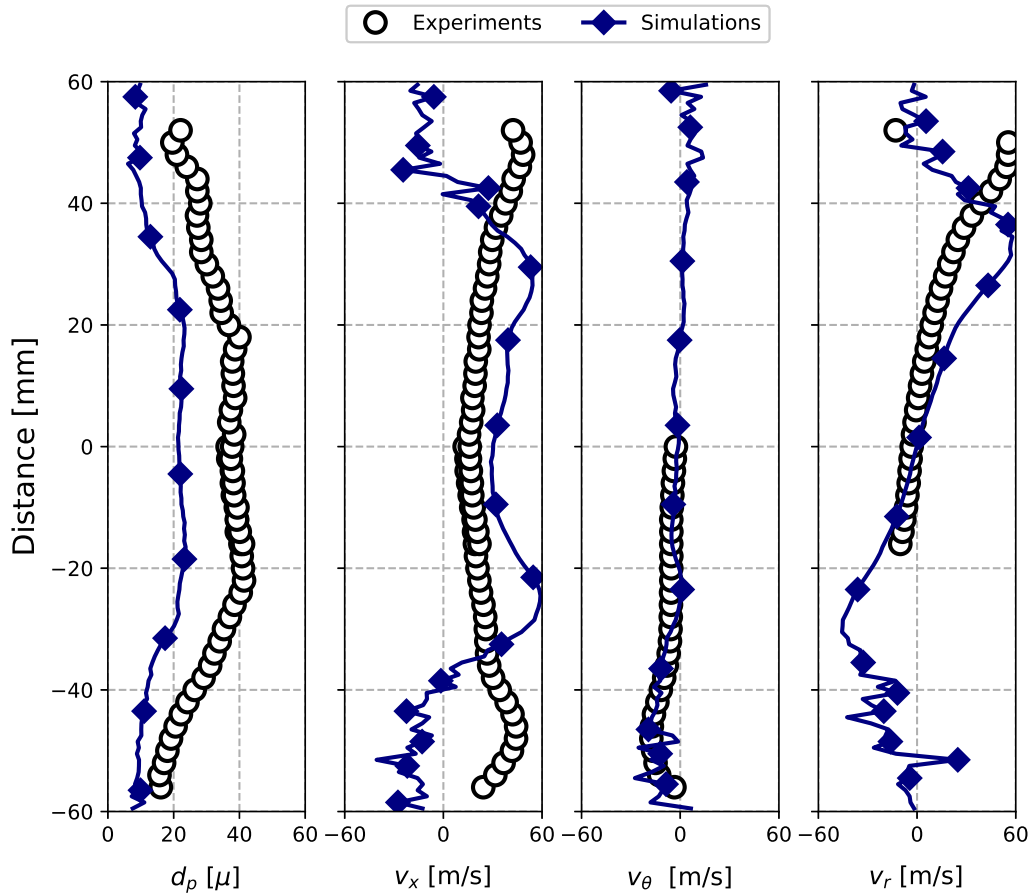 Experiments Simulations
60
40
20
0
−20
−40
−60
Distance [mm]
0 20 40 60 −60 0 60 −60 0 60 −60 0 60
d_p [μ] v_x [m/s] v_θ [m/s] v_r [m/s]